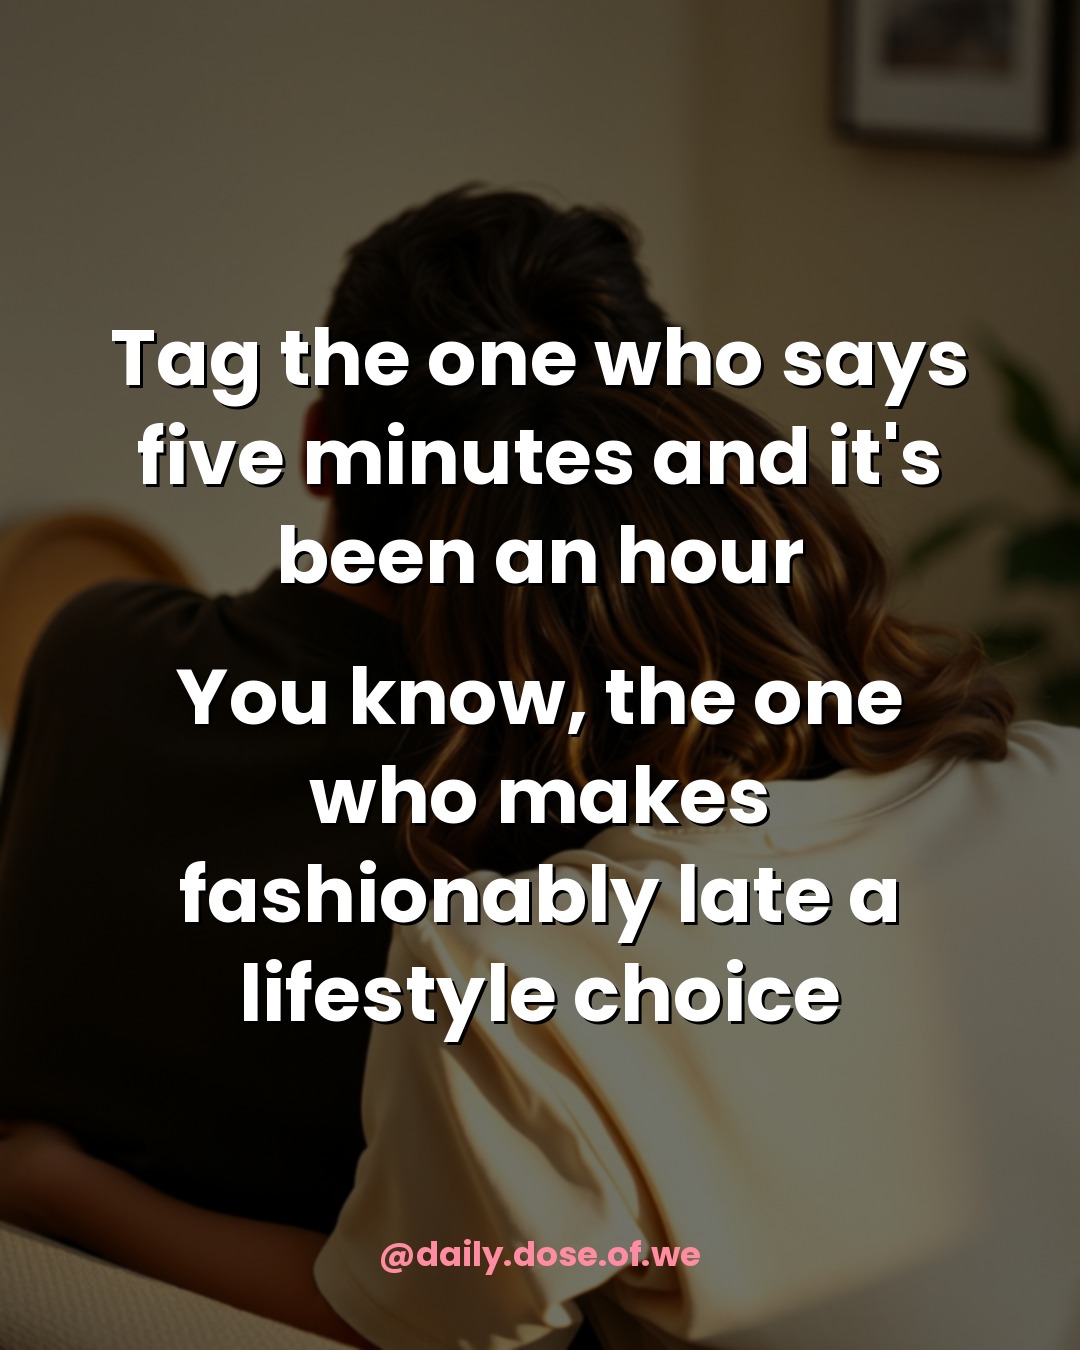 Tag the one who says
five minutes and it's
been an hour
You know, the one
who makes
fashionably late a
lifestyle choice
@daily.dose.of.we